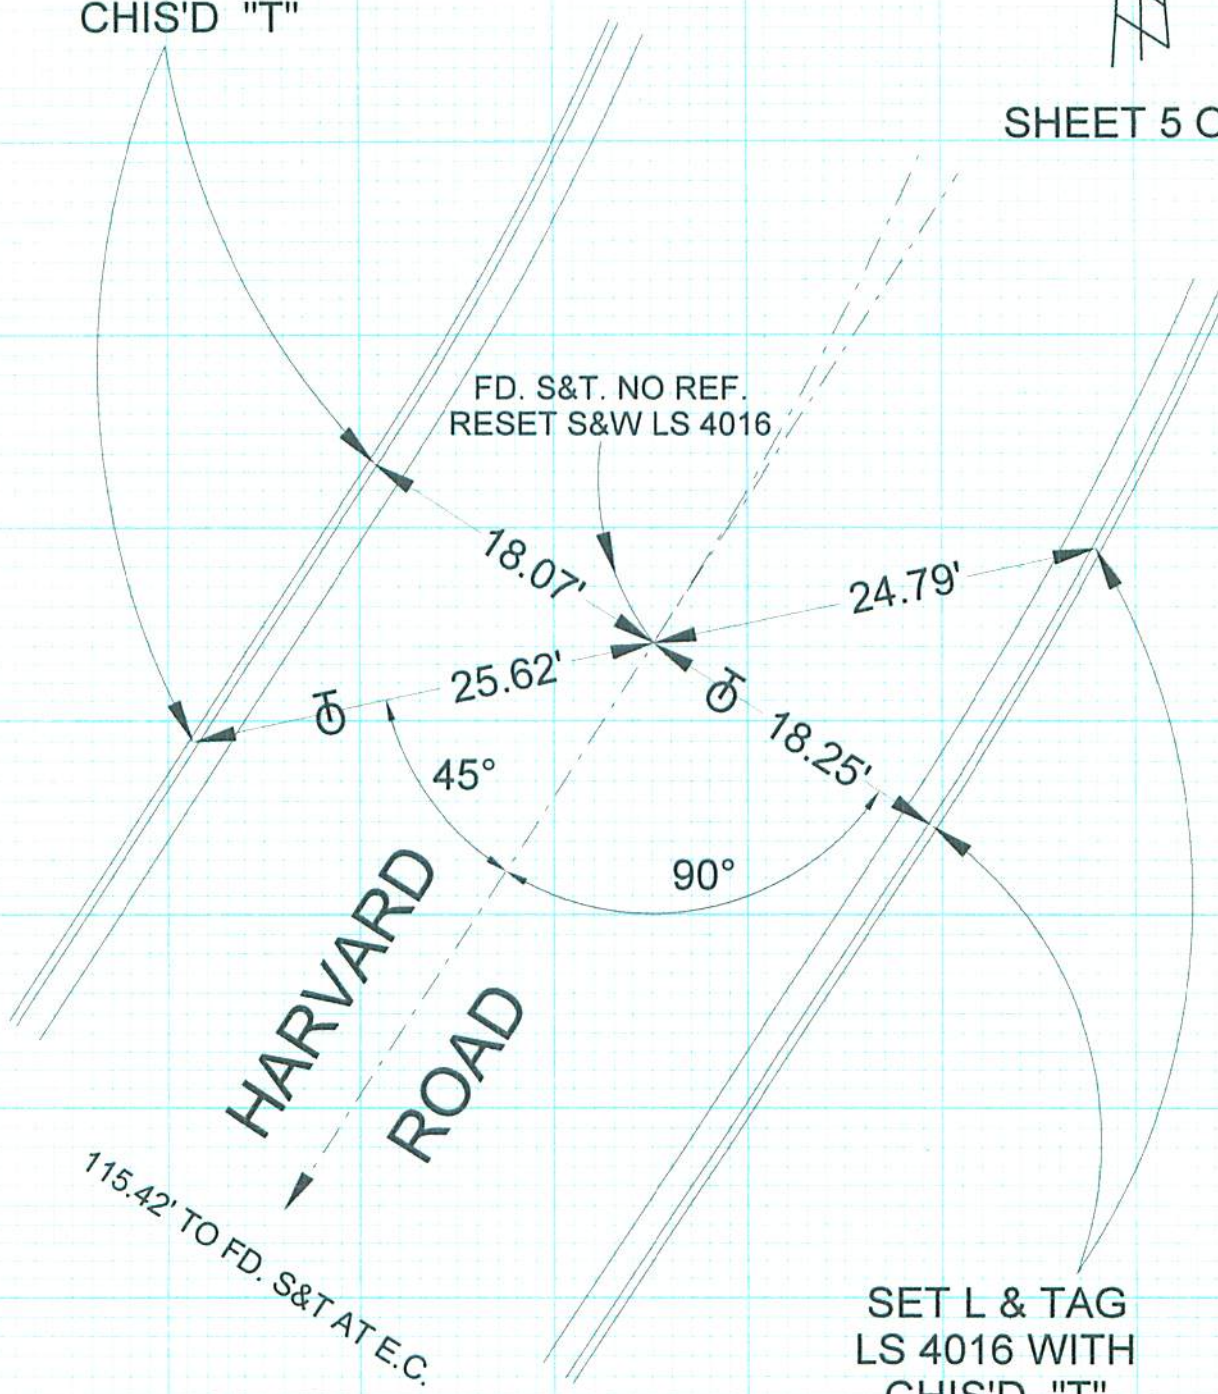 CHIS'D "T"
SHEET 5 O
FD. S&T. NO REF.
RESET S&W LS 4016
18.07'
24.79'
25.62'
18.25'
45°
90°
HARVARD
ROAD
115.42' TO FD. S&T AT E.C.
SET L & TAG
LS 4016 WITH
CHIS'D "T"